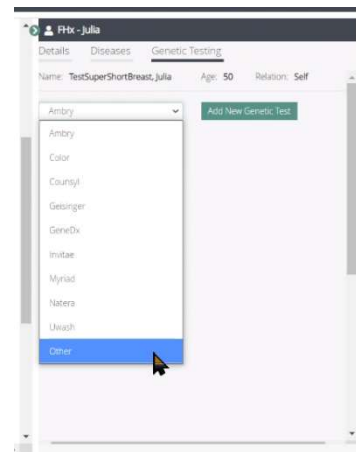 FHx - Julia
Details Diseases Genetic Testing
Name: TestSuperShortBreast, Julia Age: 50 Relation: Self
Ambry Add New Genetic Test
Ambry
Color
Counsyl
Geisinger
GeneDx
Invitae
Myriad
Natera
Uwash
Other